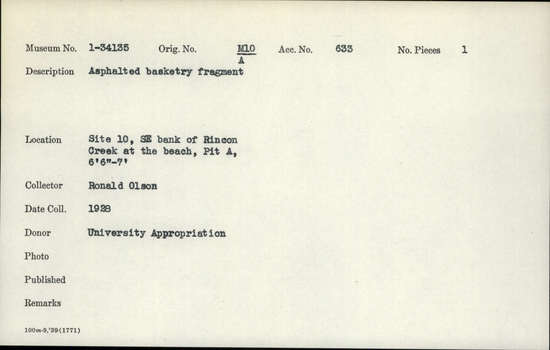 Museum No. 1-34135 Orig. No. M10/A Acc. No. 633 No. Pieces 1
Description Asphalted basketry fragment
Location Site 10, SE bank of Rincon
Creek at the beach, Pit A,
6'6"-7'
Collector Ronald Olson
Date Coll. 1928
Donor University Appropriation
Photo
Published
Remarks
100m-9,'39(1771)